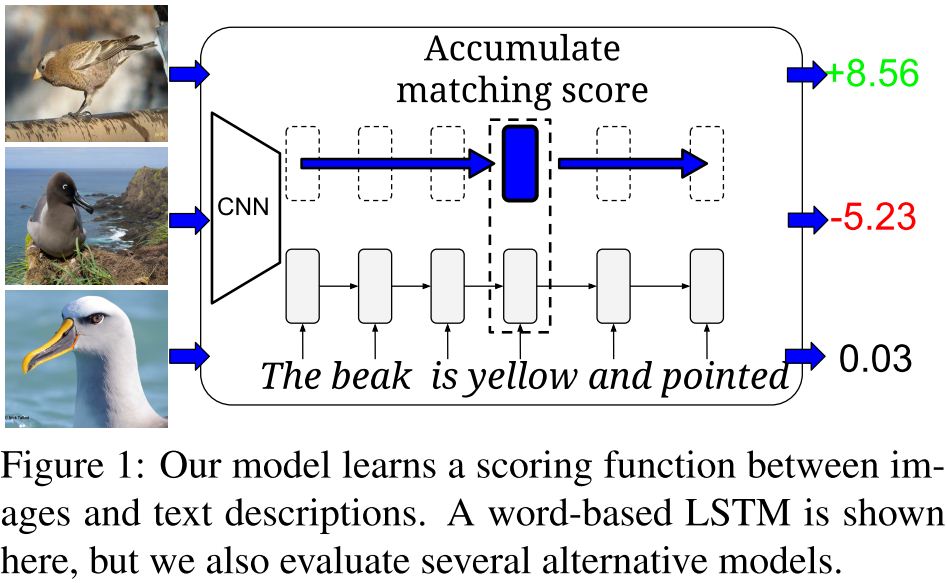 Accumulate
matching score
+8.56
CNN
-5.23
The beak is yellow and pointed
0.03
Figure 1: Our model learns a scoring function between im-
ages and text descriptions. A word-based LSTM is shown
here, but we also evaluate several alternative models.